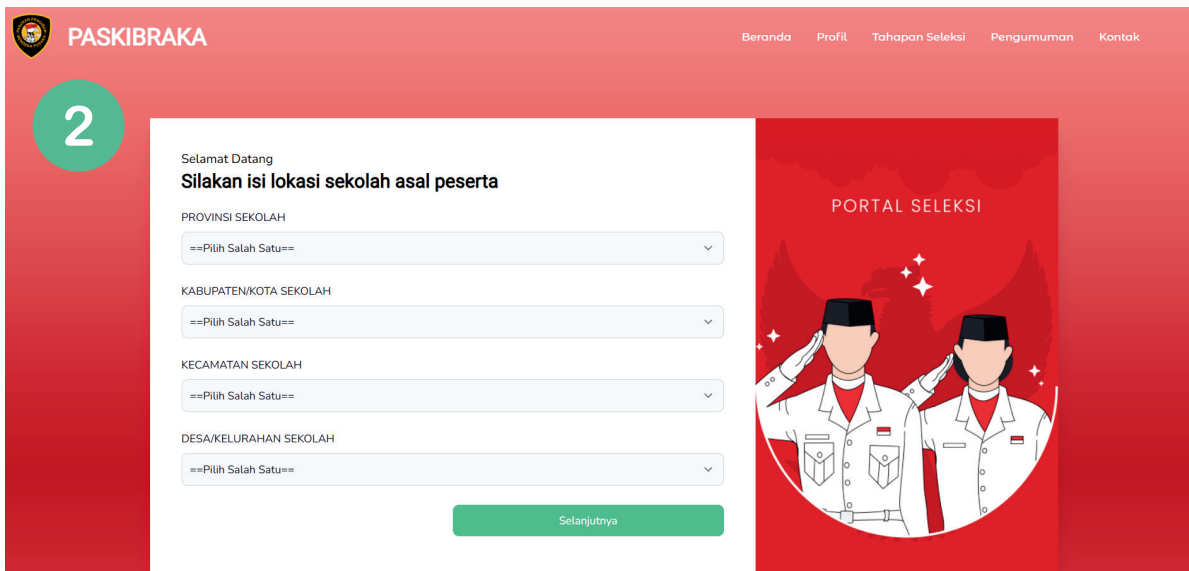 PASKIBRAKA
Beranda Profil Tahapan Seleksi Pengumuman Kontak
2
Selamat Datang
Silakan isi lokasi sekolah asal peserta
PROVINSI SEKOLAH
==Pilih Salah Satu==
KABUPATEN/KOTA SEKOLAH
==Pilih Salah Satu==
KECAMATAN SEKOLAH
==Pilih Salah Satu==
DESA/KELURAHAN SEKOLAH
==Pilih Salah Satu==
Selanjutnya
PORTAL SELEKSI